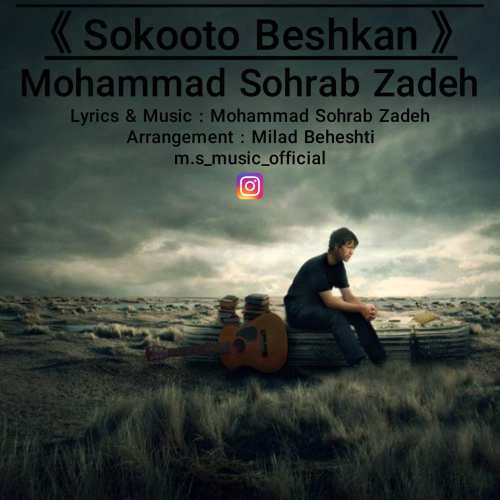 《 Sokooto Beshkan 》
Mohammad Sohrab Zadeh
Lyrics & Music : Mohammad Sohrab Zadeh
Arrangement : Milad Beheshti
m.s_music_official